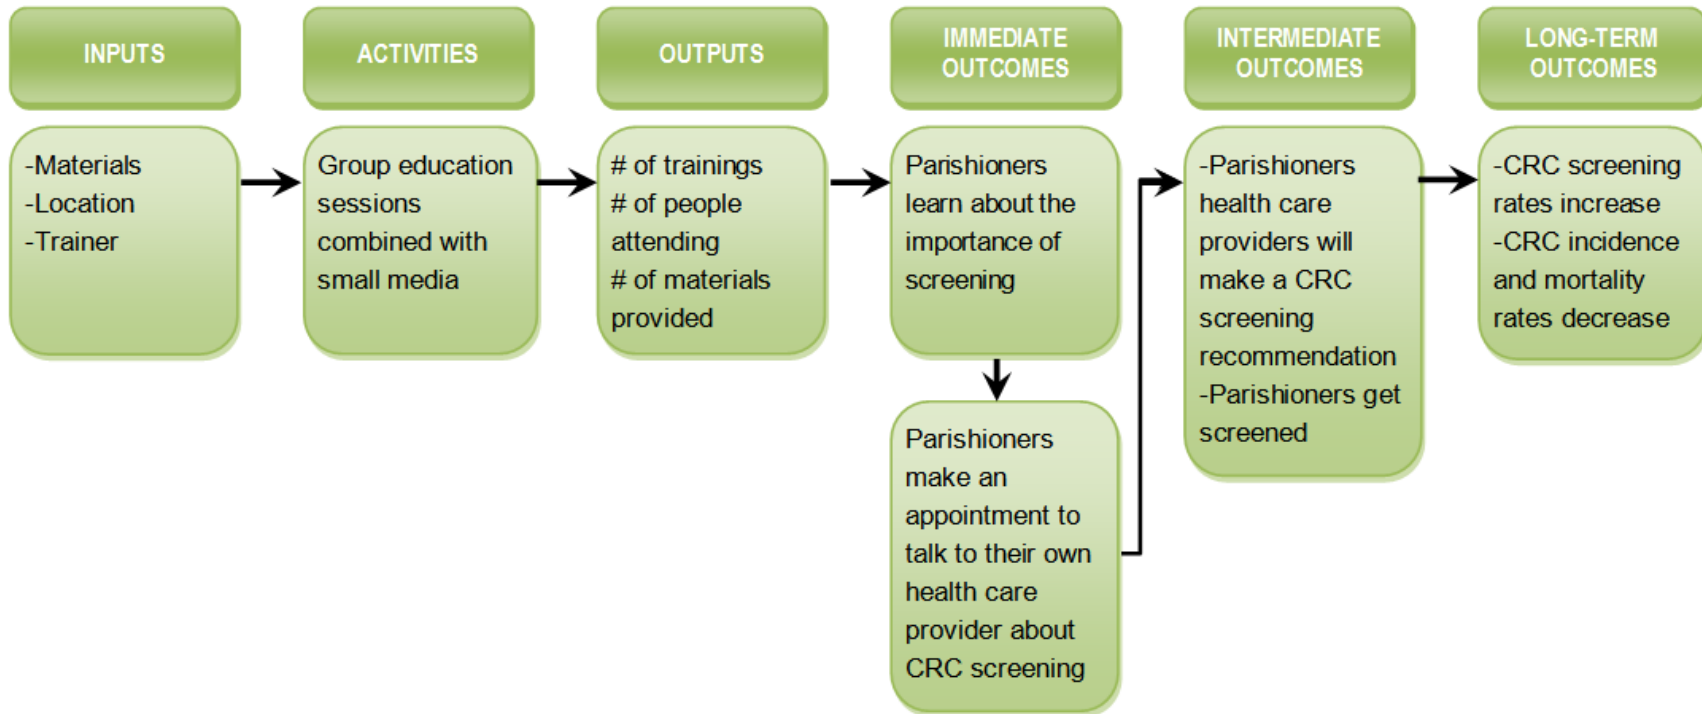 INPUTS
ACTIVITIES
OUTPUTS
IMMEDIATE
OUTCOMES
INTERMEDIATE
OUTCOMES
LONG-TERM
OUTCOMES
-Materials
-Location
-Trainer
Group education
sessions
combined with
small media
# of trainings
# of people
attending
# of materials
provided
Parishioners
learn about the
importance of
screening
Parishioners
make an
appointment to
talk to their own
health care
provider about
CRC screening
-Parishioners
health care
providers will
make a CRC
screening
recommendation
-Parishioners get
screened
-CRC screening
rates increase
-CRC incidence
and mortality
rates decrease